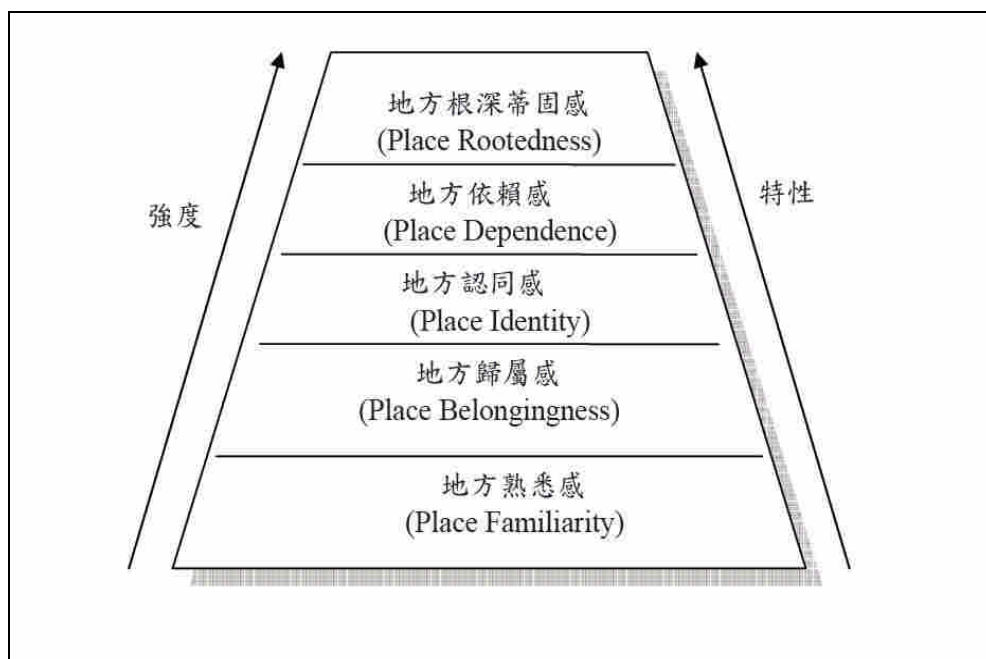 地方根深蒂固感
(Place Rootedness)
強度
地方依賴感
(Place Dependence)
特性
地方認同感
(Place Identity)
地方歸屬感
(Place Belongingness)
地方熟悉感
(Place Familiarity)